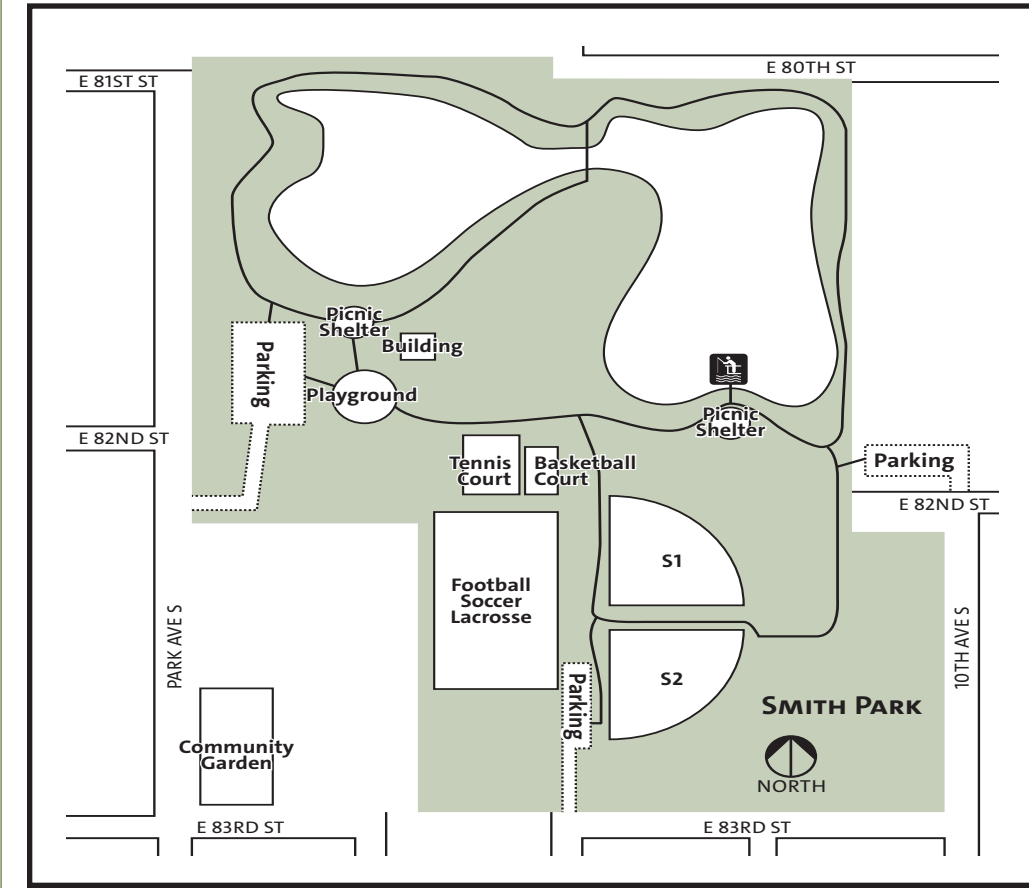 E 80TH ST
E 81ST ST
Picnic
Shelter
Building
Parking
Playground
Picnic
Shelter
E 82ND ST
Tennis
Court
Basketball
Court
Parking
E 82ND ST
S1
Football
Soccer
Lacrosse
PARK AVE S
10TH AVE S
S2
Parking
SMITH PARK
Community
Garden
NORTH
E 83RD ST
E 83RD ST